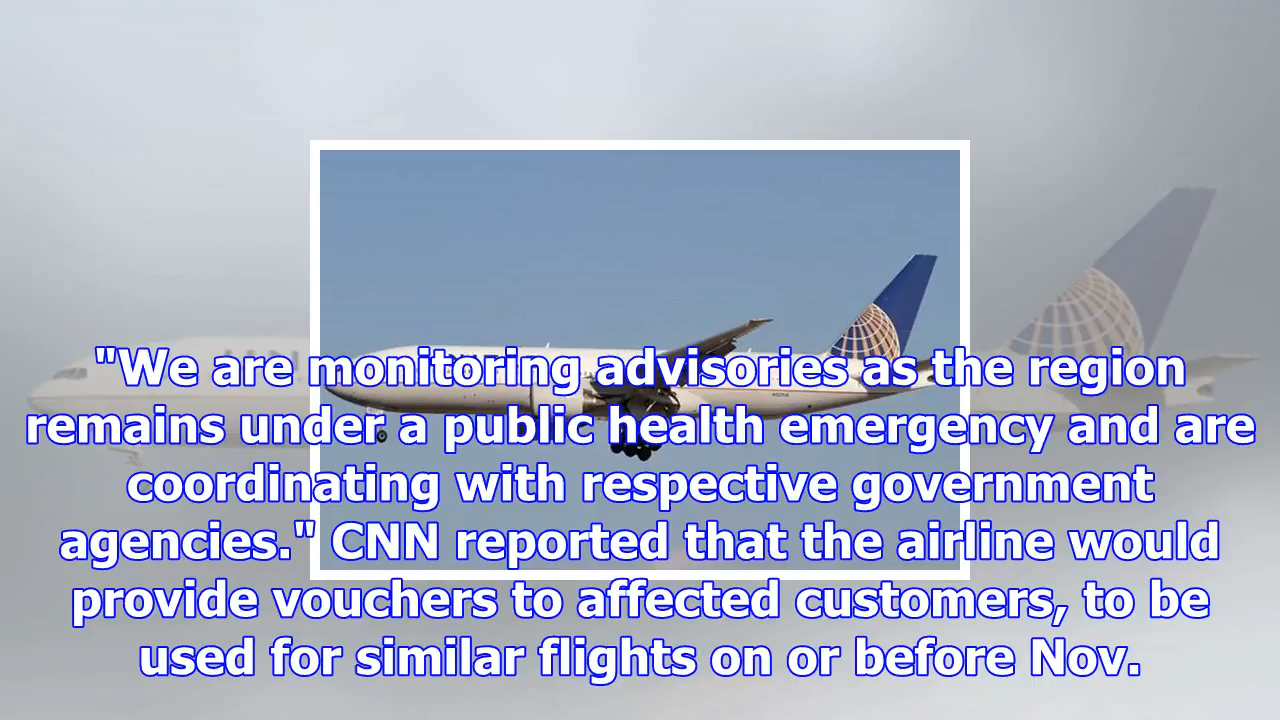 "We are monitoring advisories as the region
remains under a public health emergency and are
coordinating with respective government
agencies." CNN reported that the airline would
provide vouchers to affected customers, to be
used for similar flights on or before Nov.